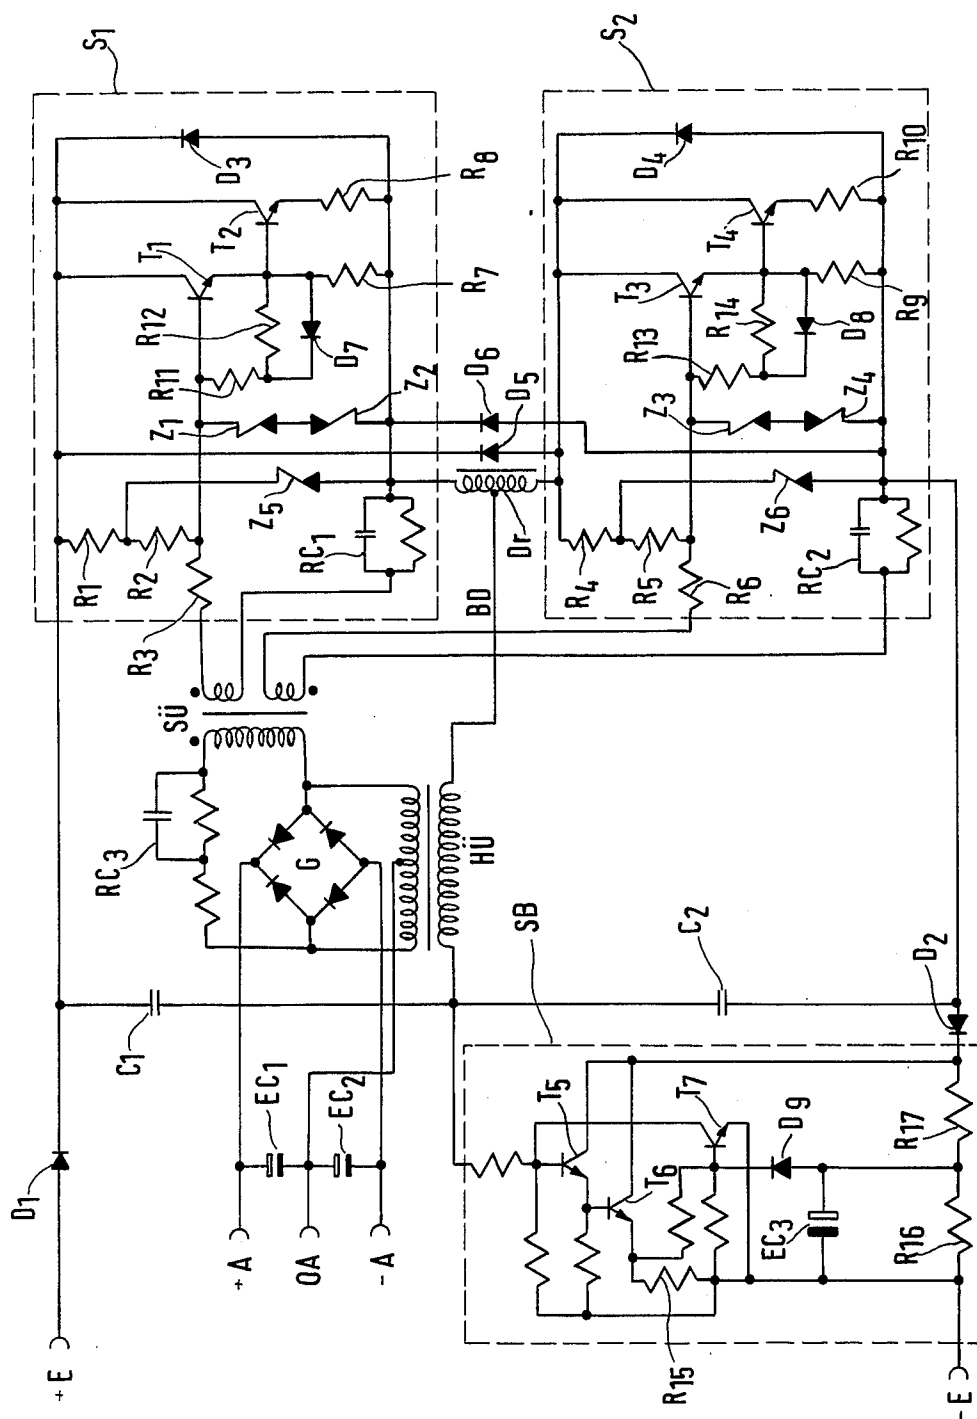 S1
D3
R8
T2
T1
R7
R12
D7
R11
Z1
Z2
Z5
R1
R2
R3
RC1
D6
D5
Dr
BD
S2
D4
R10
T4
T3
R9
R14
D8
R13
Z3
Z4
Z6
R4
R5
R6
RC2
SÜ
RC3
G
HÜ
C1
C2
D2
D1
EC1
EC2
+A
OA
-A
+E
SB
T5
T6
T7
D9
EC3
R15
R16
R17
-E